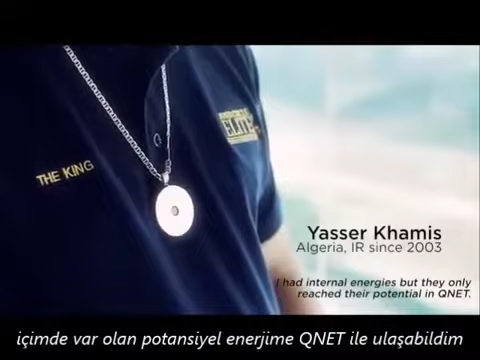 THE KING
ELITE
Yasser Khamis
Algeria, IR since 2003
I had internal energies but they only
reached their potential in QNET.
içimde var olan potansiyel enerjime QNET ile ulaşabildim